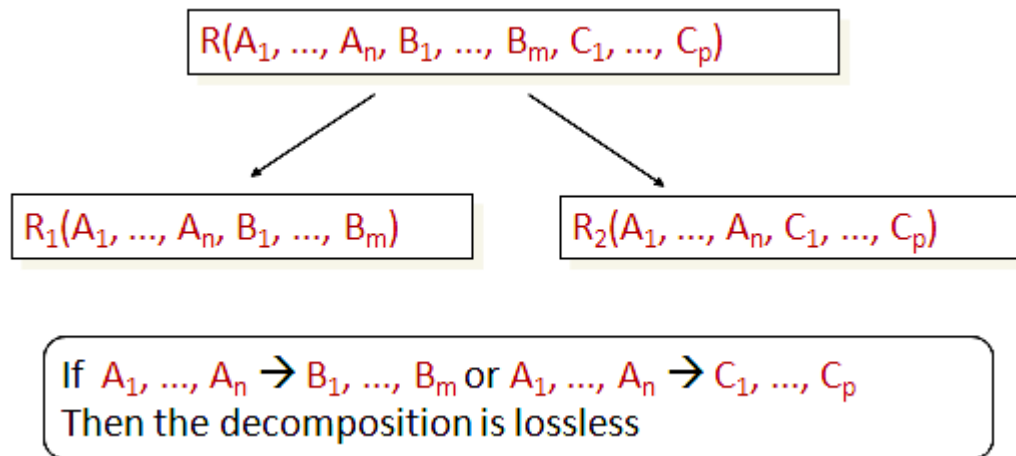 R(A₁, ..., Aₙ, B₁, ..., Bₘ, C₁, ..., Cₚ)
R₁(A₁, ..., Aₙ, B₁, ..., Bₘ)
R₂(A₁, ..., Aₙ, C₁, ..., Cₚ)
If A₁, ..., Aₙ → B₁, ..., Bₘ or A₁, ..., Aₙ → C₁, ..., Cₚ
Then the decomposition is lossless